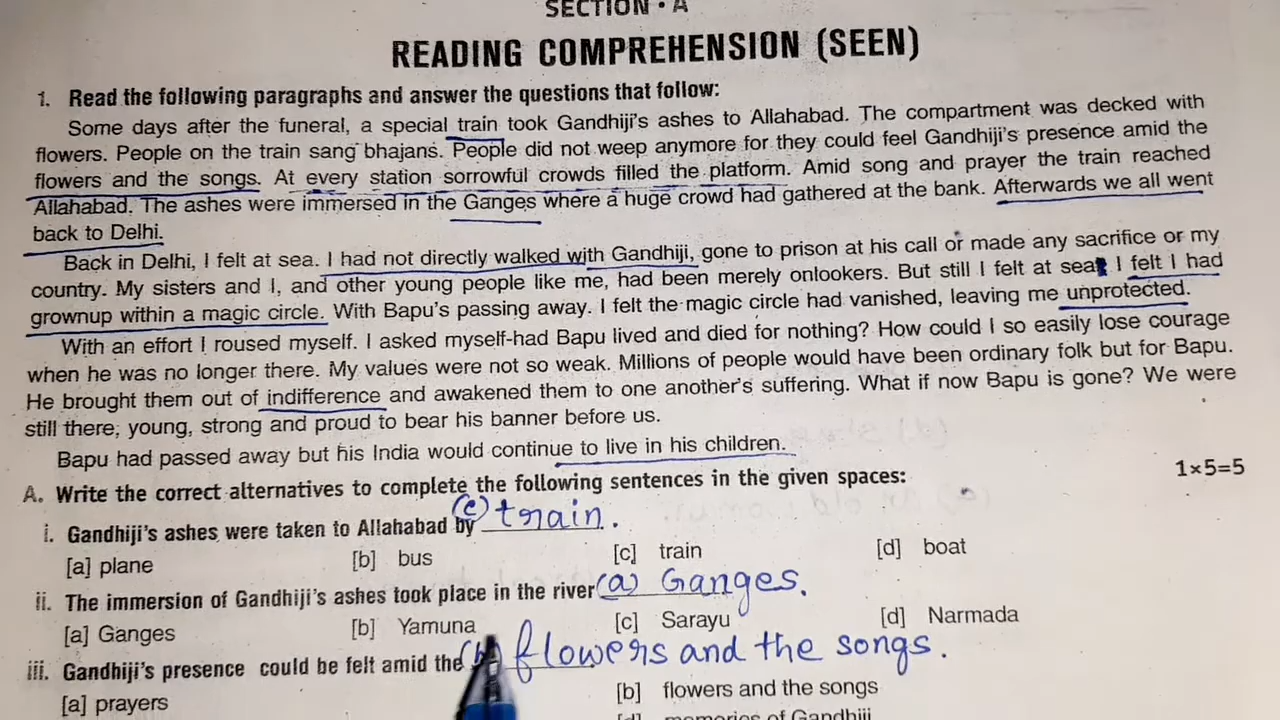 SECTION • A
READING COMPREHENSION (SEEN)
1. Read the following paragraphs and answer the questions that follow:
Some days after the funeral, a special train took Gandhiji's ashes to Allahabad. The compartment was decked with
flowers. People on the train sang bhajans. People did not weep anymore for they could feel Gandhiji's presence amid the
flowers and the songs. At every station sorrowful crowds filled the platform. Amid song and prayer the train reached
Allahabad. The ashes were immersed in the Ganges where a huge crowd had gathered at the bank. Afterwards we all went
back to Delhi.
Back in Delhi, I felt at sea. I had not directly walked with Gandhiji, gone to prison at his call or made any sacrifice or my
country. My sisters and I, and other young people like me, had been merely onlookers. But still I felt at sea. I felt I had
grownup within a magic circle. With Bapu's passing away. I felt the magic circle had vanished, leaving me unprotected.
With an effort I roused myself. I asked myself-had Bapu lived and died for nothing? How could I so easily lose courage
when he was no longer there. My values were not so weak. Millions of people would have been ordinary folk but for Bapu.
He brought them out of indifference and awakened them to one another's suffering. What if now Bapu is gone? We were
still there, young, strong and proud to bear his banner before us.
Bapu had passed away but his India would continue to live in his children.
A. Write the correct alternatives to complete the following sentences in the given spaces: 1×5=5
i. Gandhiji's ashes were taken to Allahabad by (c) train.
[a] plane [b] bus [c] train [d] boat
ii. The immersion of Gandhiji's ashes took place in the river (a) Ganges.
[a] Ganges [b] Yamuna [c] Sarayu [d] Narmada
iii. Gandhiji's presence could be felt amid the (b) flowers and the songs.
[a] prayers [b] flowers and the songs
[d] memories of Gandhiji